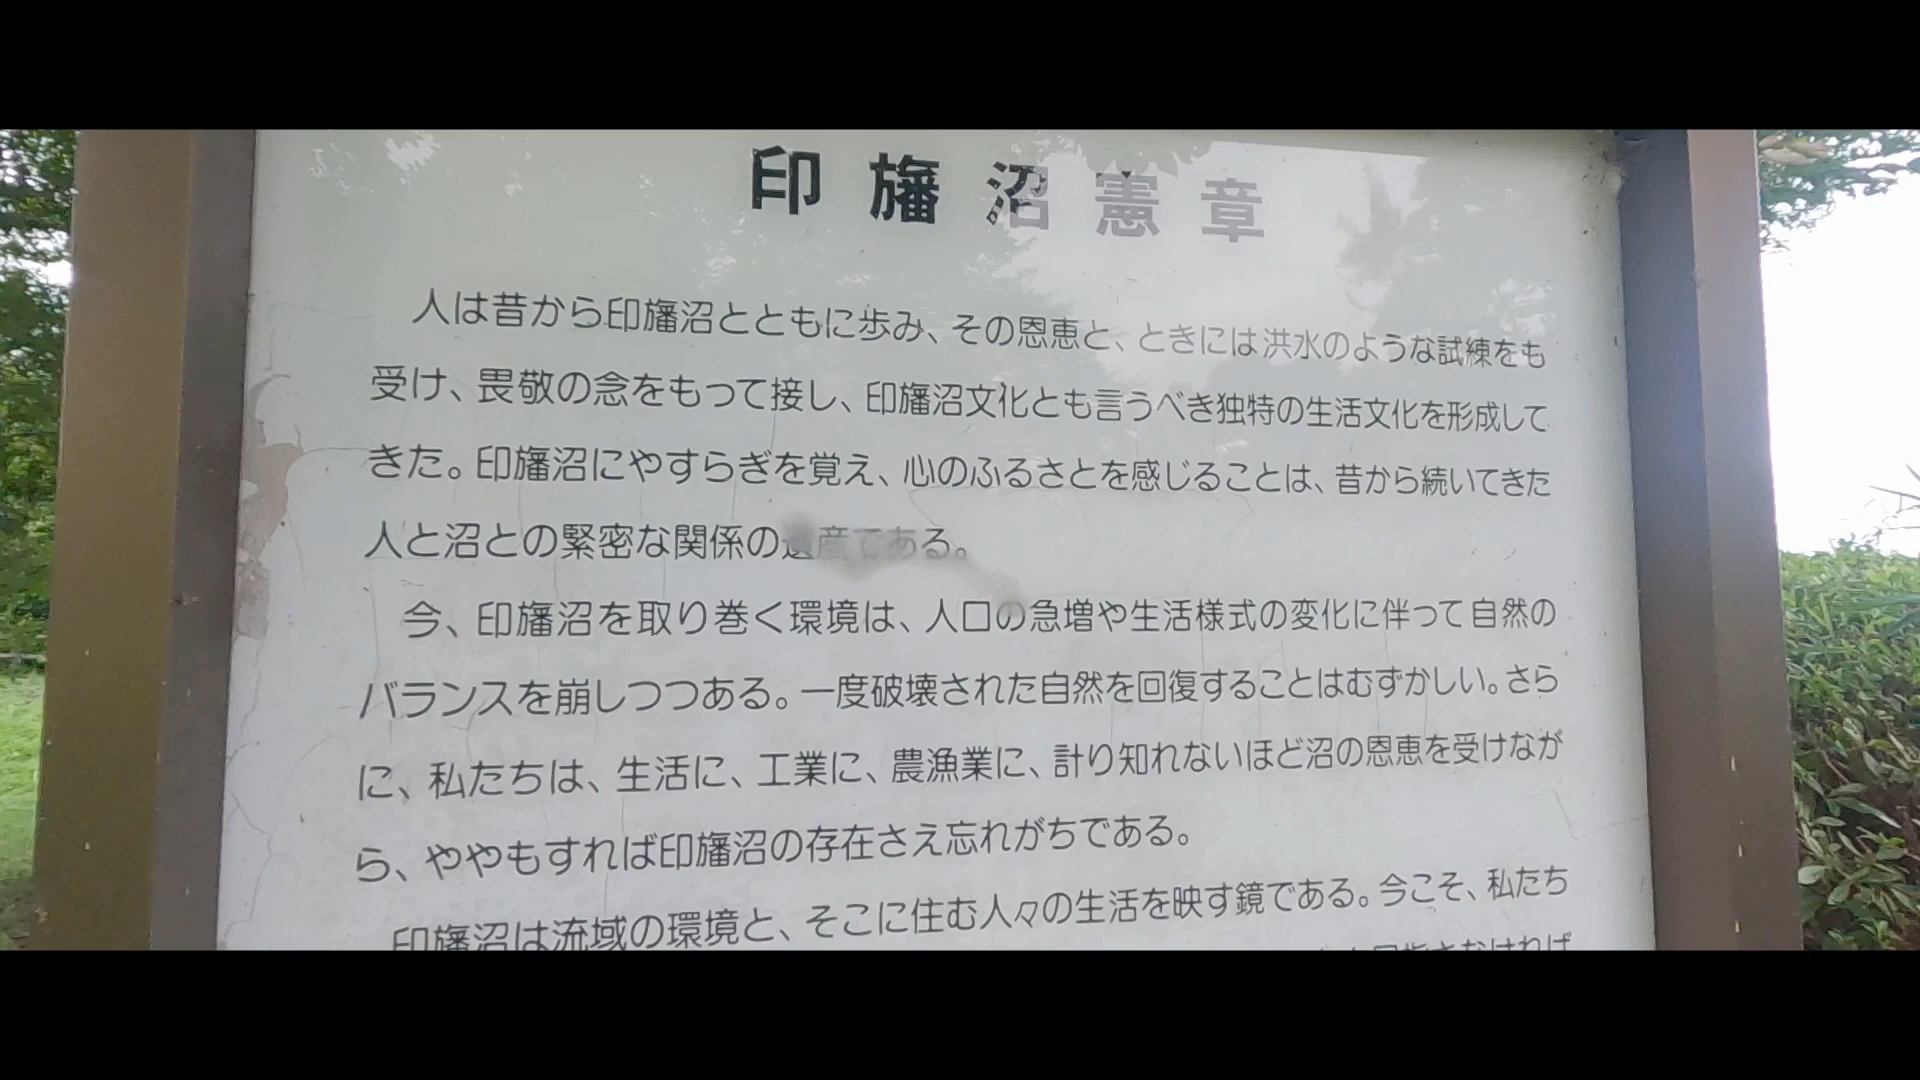 印旛沼憲章
人は昔から印旛沼とともに歩み、その恩恵と、ときには洪水のような試練をも
受け、畏敬の念をもって接し、印旛沼文化とも言うべき独特の生活文化を形成して
きた。印旛沼にやすらぎを覚え、心のふるさとを感じることは、昔から続いてきた
人と沼との緊密な関係の遺産である。
今、印旛沼を取り巻く環境は、人口の急増や生活様式の変化に伴って自然の
バランスを崩しつつある。一度破壊された自然を回復することはむずかしい。さら
に、私たちは、生活に、工業に、農漁業に、計り知れないほど沼の恩恵を受けなが
ら、ややもすれば印旛沼の存在さえ忘れがちである。
印旛沼は流域の環境と、そこに住む人々の生活を映す鏡である。今こそ、私たち